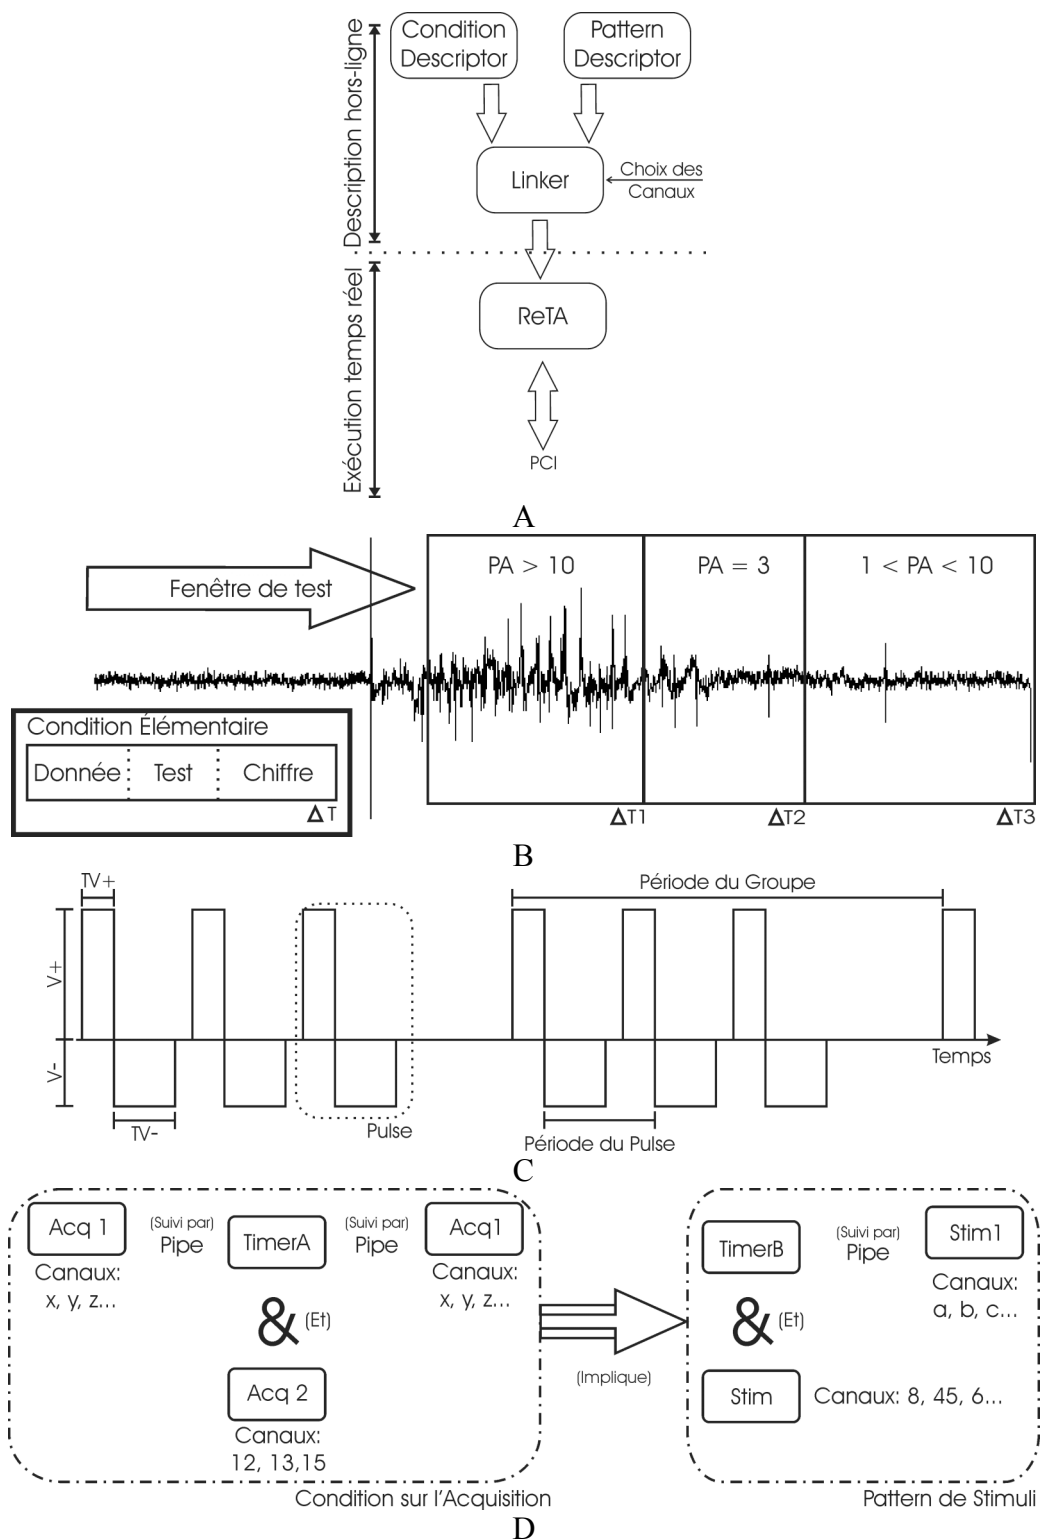 Description hors-ligne
Condition
Descriptor
Pattern
Descriptor
Linker
Choix des
Canaux
Exécution temps réel
ReTA
PCI
A
Fenêtre de test
PA > 10
PA = 3
1 < PA < 10
Condition Élémentaire
Donnée
Test
Chiffre
Δ T
ΔT1
ΔT2
ΔT3
B
TV+
Période du Groupe
V+
V-
Temps
TV-
Pulse
Période du Pulse
C
Acq 1
(Suivi par)
Pipe
TimerA
(Suivi par)
Pipe
Acq1
Canaux:
x, y, z...
Canaux:
x, y, z...
& (Et)
Acq 2
Canaux:
12, 13,15
Condition sur l'Acquisition
(Implique)
TimerB
(Suivi par)
Pipe
Stim1
Canaux:
a, b, c...
& (Et)
Stim
Canaux: 8, 45, 6...
Pattern de Stimuli
D